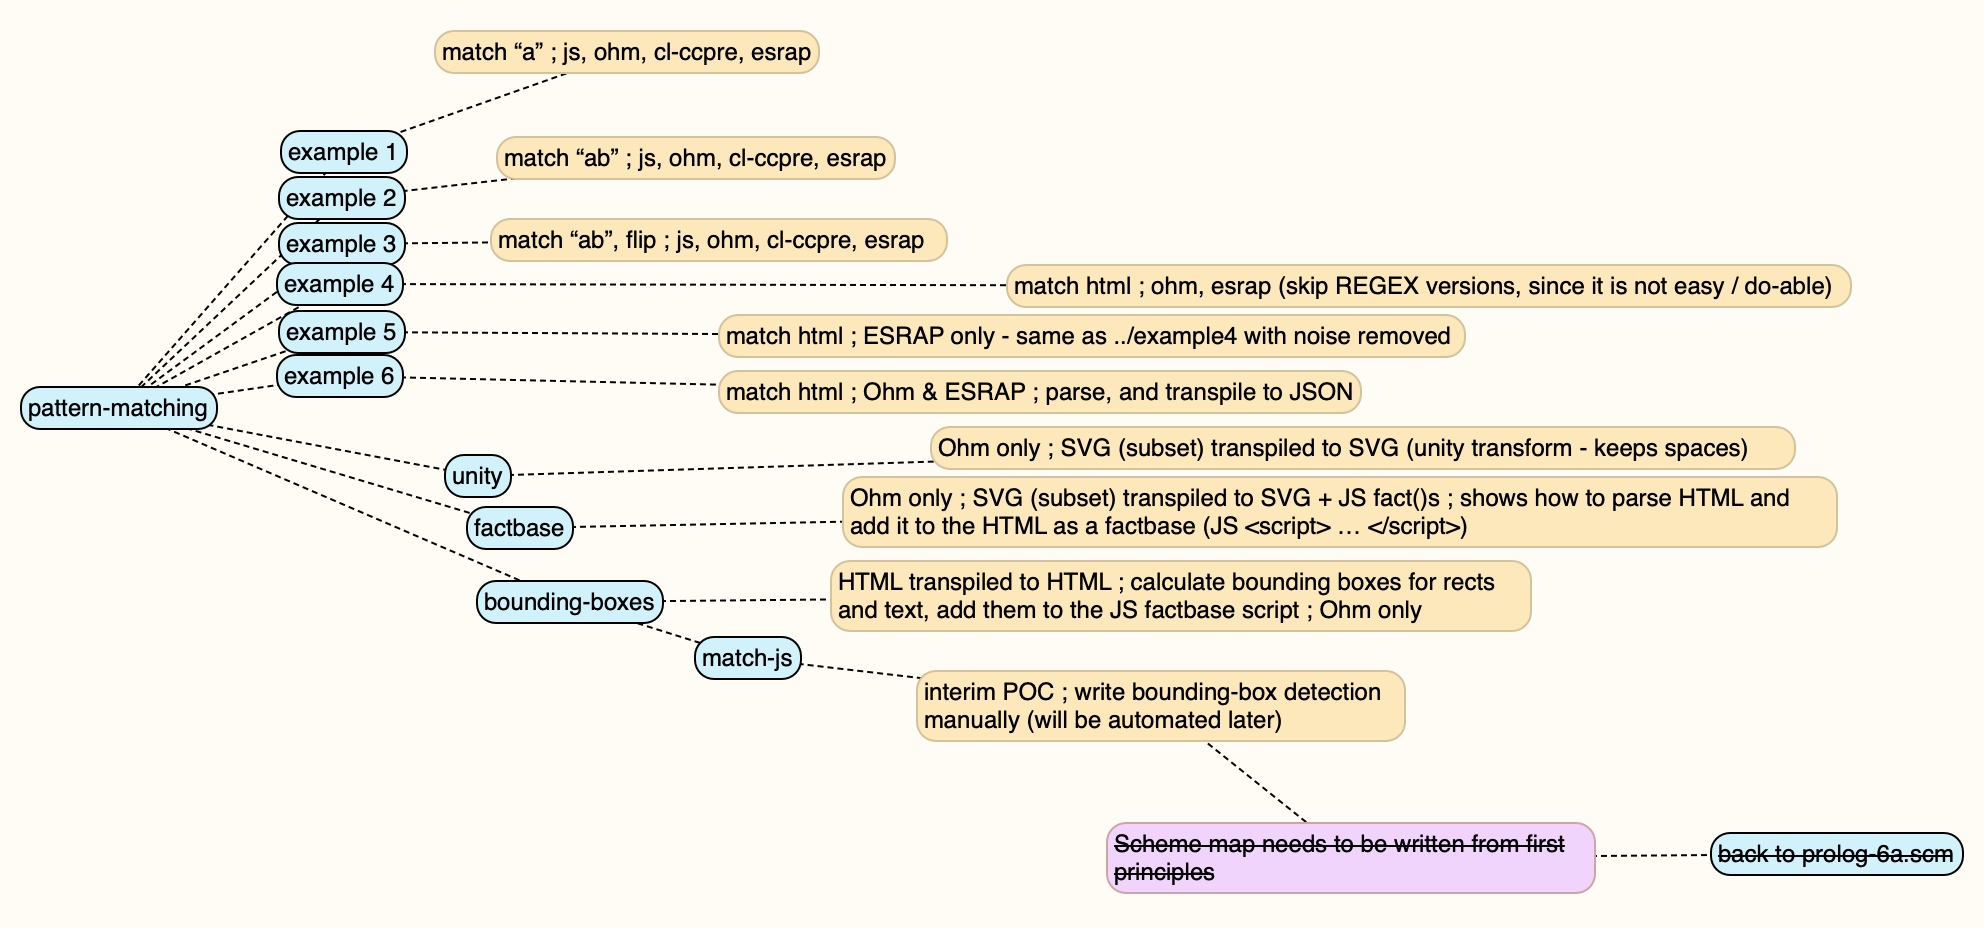 match “a” ; js, ohm, cl-ccpre, esrap
example 1
match “ab” ; js, ohm, cl-ccpre, esrap
example 2
match “ab”, flip ; js, ohm, cl-ccpre, esrap
example 3
example 4
match html ; ohm, esrap (skip REGEX versions, since it is not easy / do-able)
example 5
match html ; ESRAP only - same as ../example4 with noise removed
example 6
match html ; Ohm & ESRAP ; parse, and transpile to JSON
pattern-matching
Ohm only ; SVG (subset) transpiled to SVG (unity transform - keeps spaces)
unity
Ohm only ; SVG (subset) transpiled to SVG + JS fact()s ; shows how to parse HTML and
add it to the HTML as a factbase (JS <script> … </script>)
factbase
HTML transpiled to HTML ; calculate bounding boxes for rects
and text, add them to the JS factbase script ; Ohm only
bounding-boxes
match-js
interim POC ; write bounding-box detection
manually (will be automated later)
Scheme map needs to be written from first
principles
back to prolog-6a.scm